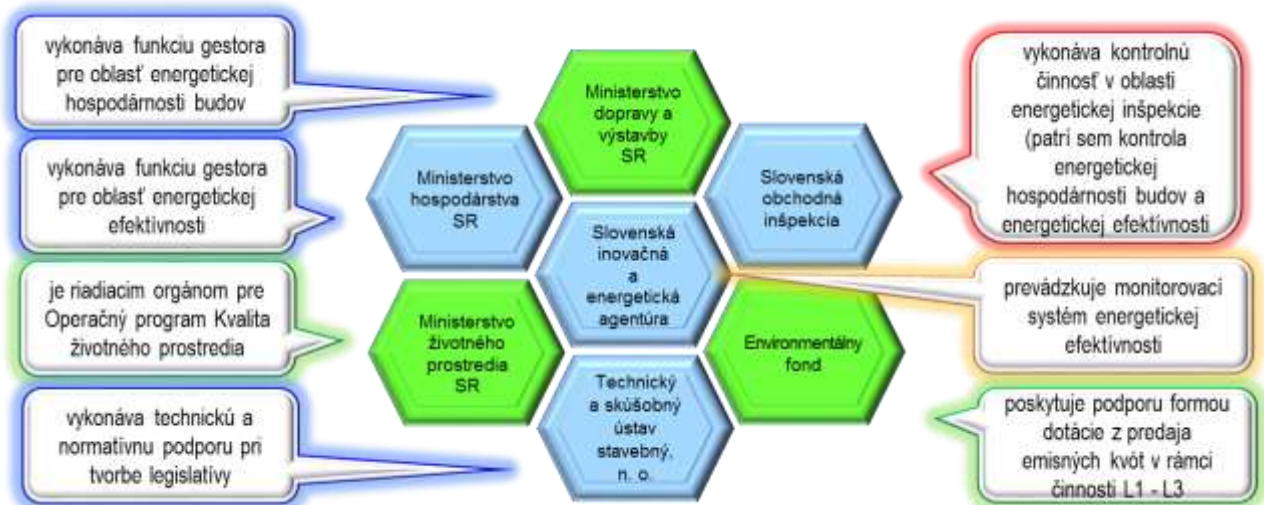 vykonáva funkciu gestora
pre oblasť energetickej
hospodárnosti budov
vykonáva funkciu gestora
pre oblasť energetickej
efektívnosti
je riadiacim orgánom pre
Operačný program Kvalita
životného prostredia
vykonáva technickú a
normatívnu podporu pri
tvorbe legislatívy
Ministerstvo
dopravy a
výstavby
SR
Ministerstvo
hospodárstva
SR
Slovenská
obchodná
inšpekcia
Slovenská
inovačná
a
energetická
agentúra
Ministerstvo
životného
prostredia
SR
Environmentálny
fond
Technický
a skúšobný
ústav
stavebný,
n. o.
vykonáva kontrolnú
činnosť v oblasti
energetickej inšpekcie
(patrí sem kontrola
energetickej
hospodárnosti budov a
energetickej efektívnosti
prevádzkuje monitorovací
systém energetickej
efektívnosti
poskytuje podporu formou
dotácie z predaja
emisných kvót v rámci
činnosti L1 - L3